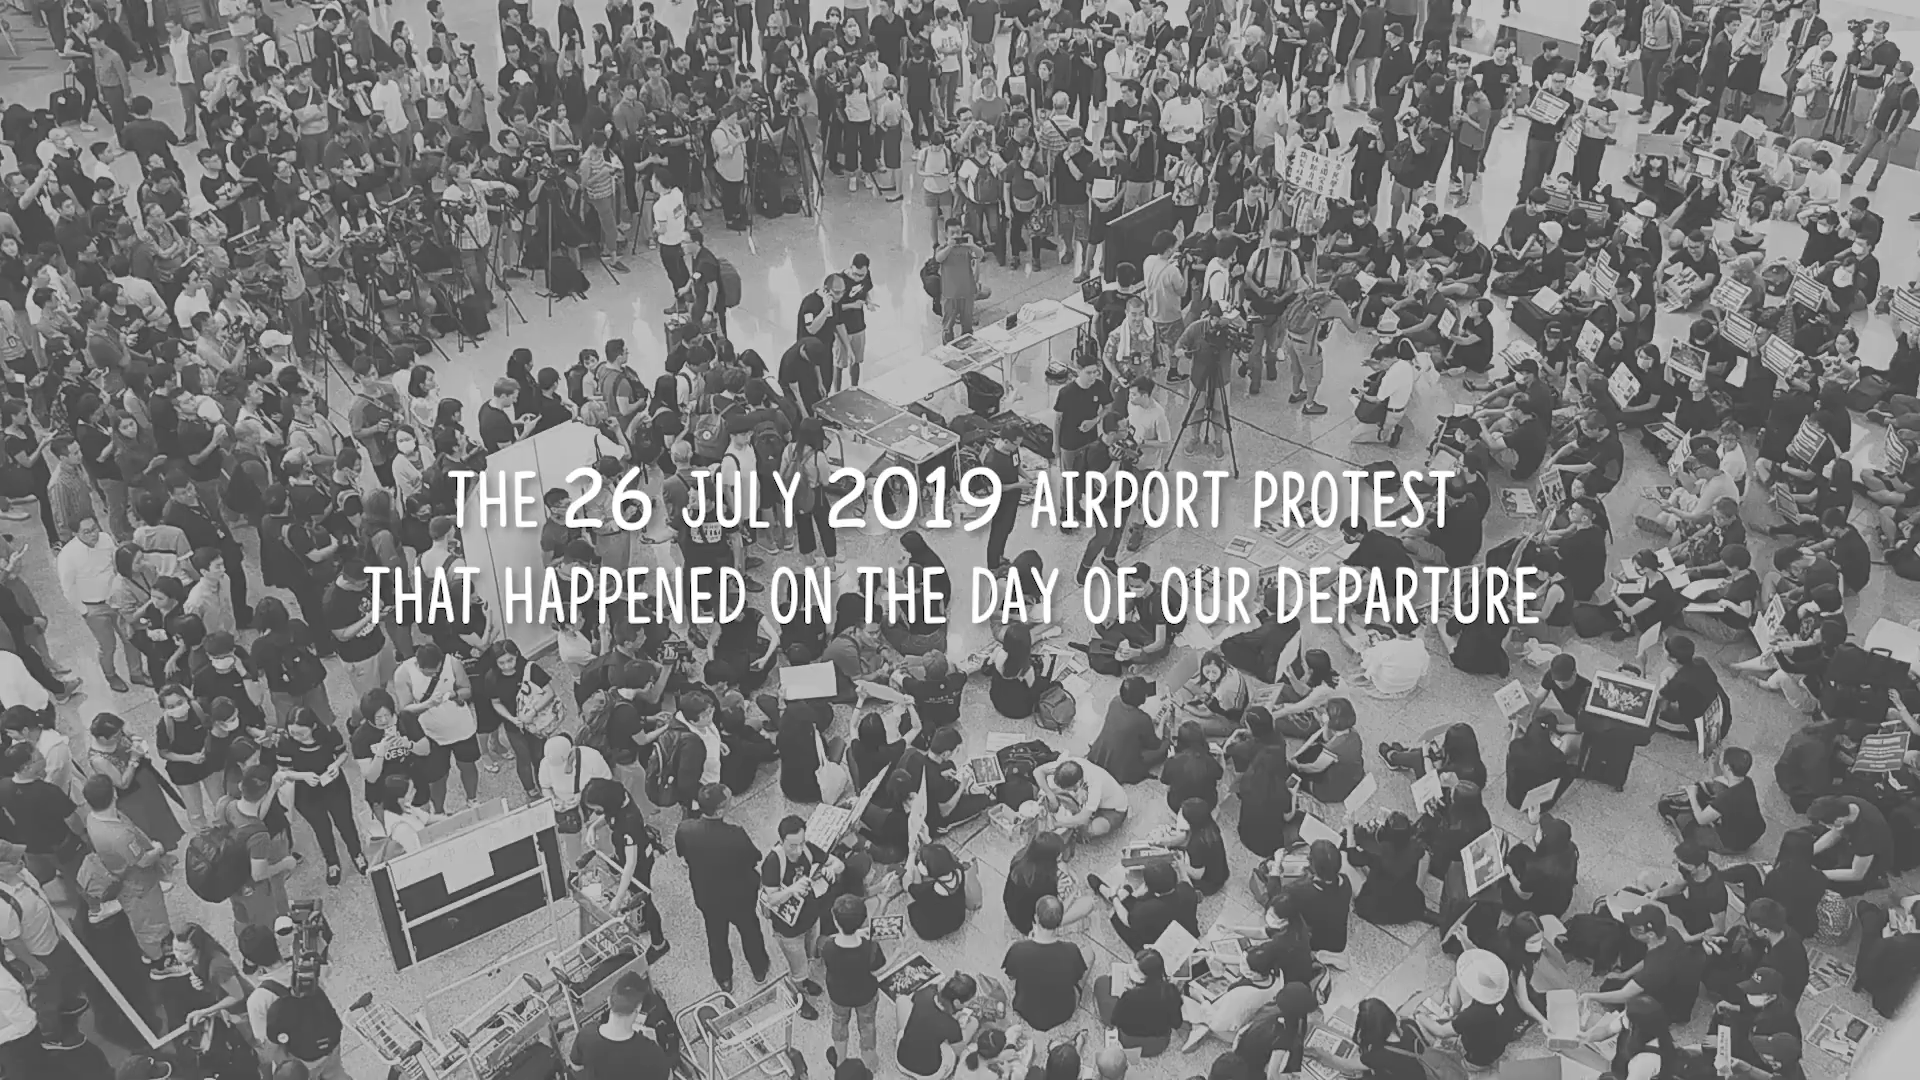 THE 26 JULY 2019 AIRPORT PROTEST
THAT HAPPENED ON THE DAY OF OUR DEPARTURE